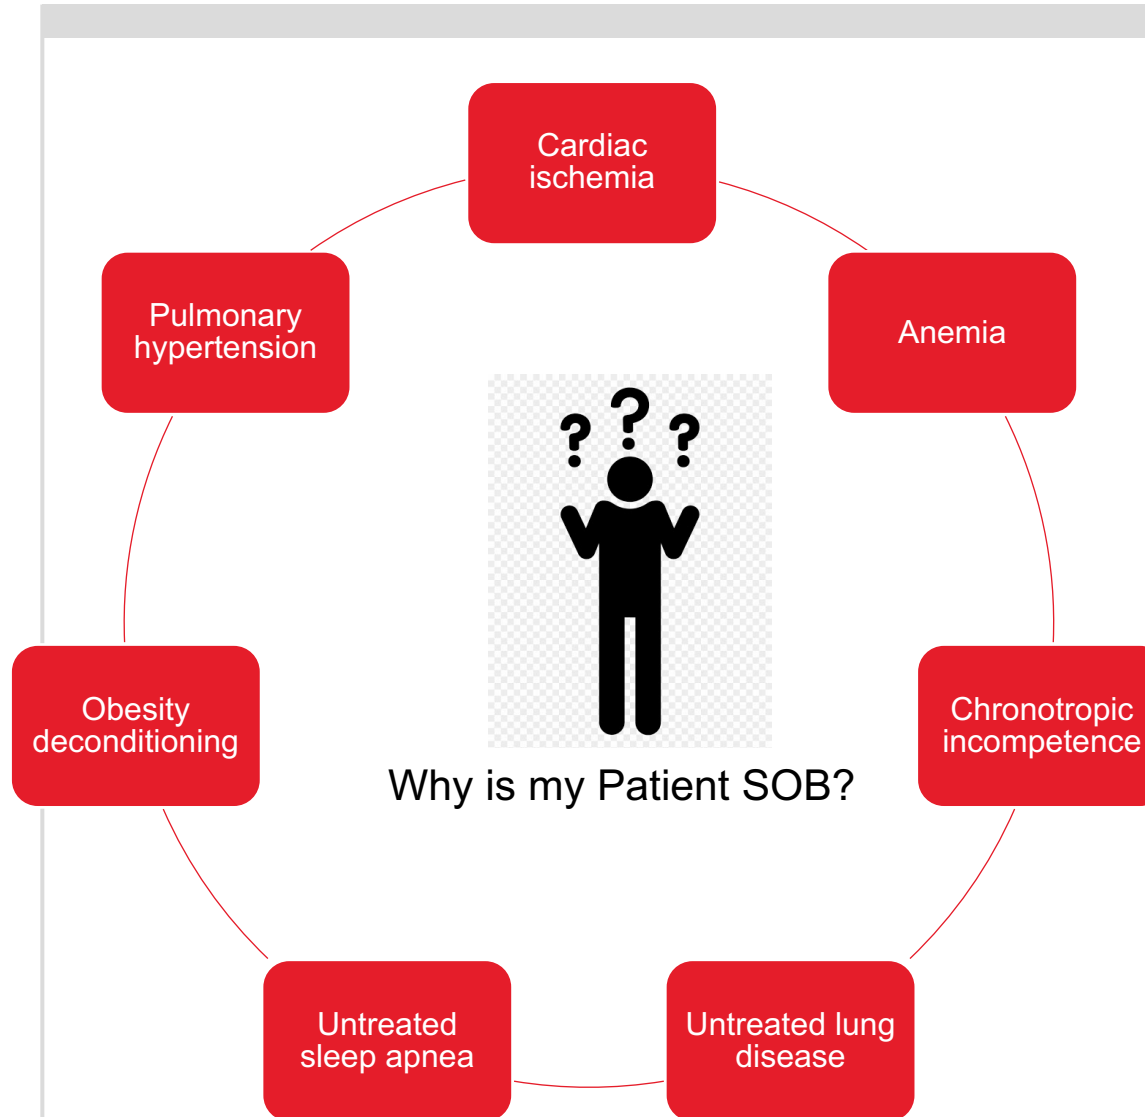 Cardiac
ischemia
Anemia
Chronotropic
incompetence
Untreated lung
disease
Untreated
sleep apnea
Obesity
deconditioning
Pulmonary
hypertension
? ? ?
Why is my Patient SOB?